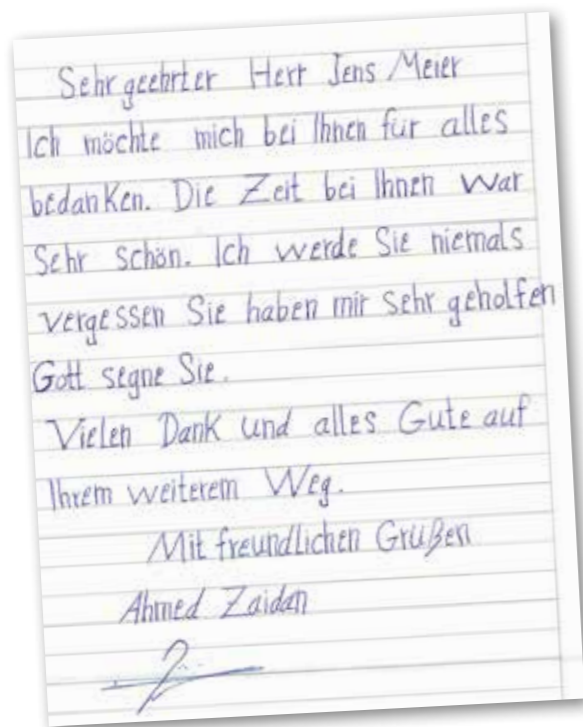 Sehr geehrter Herr Jens Meier
Ich möchte mich bei Ihnen für alles
bedanken. Die Zeit bei Ihnen war
Sehr schön. Ich werde Sie niemals
vergessen Sie haben mir sehr geholfen
Gott segne Sie.
Vielen Dank und alles Gute auf
Ihrem weiterem Weg.
Mit freundlichen Grüßen
Ahmed Zaidan